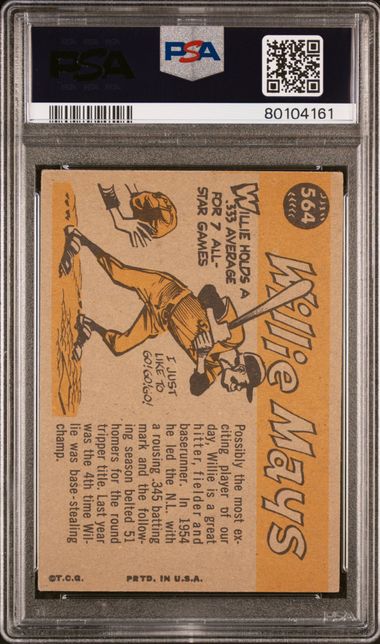 PSA
PSA
80104161
564
Willie Mays
WILLIE HOLDS A
.333 AVERAGE
FOR 7 ALL-
STAR GAMES
I JUST
LIKE TO
GO! GO! GO!
Possibly the most ex-
citing player of our
day, Willie is a great
hitter, fielder and
baserunner. In 1954
he led the N.L. with
a rousing .345 batting
mark and the follow-
ing season belted 51
homers for the round
tripper title. Last year
was the 4th time Wil-
lie was base-stealing
champ.
©T.C.G.
PRTD. IN U.S.A.